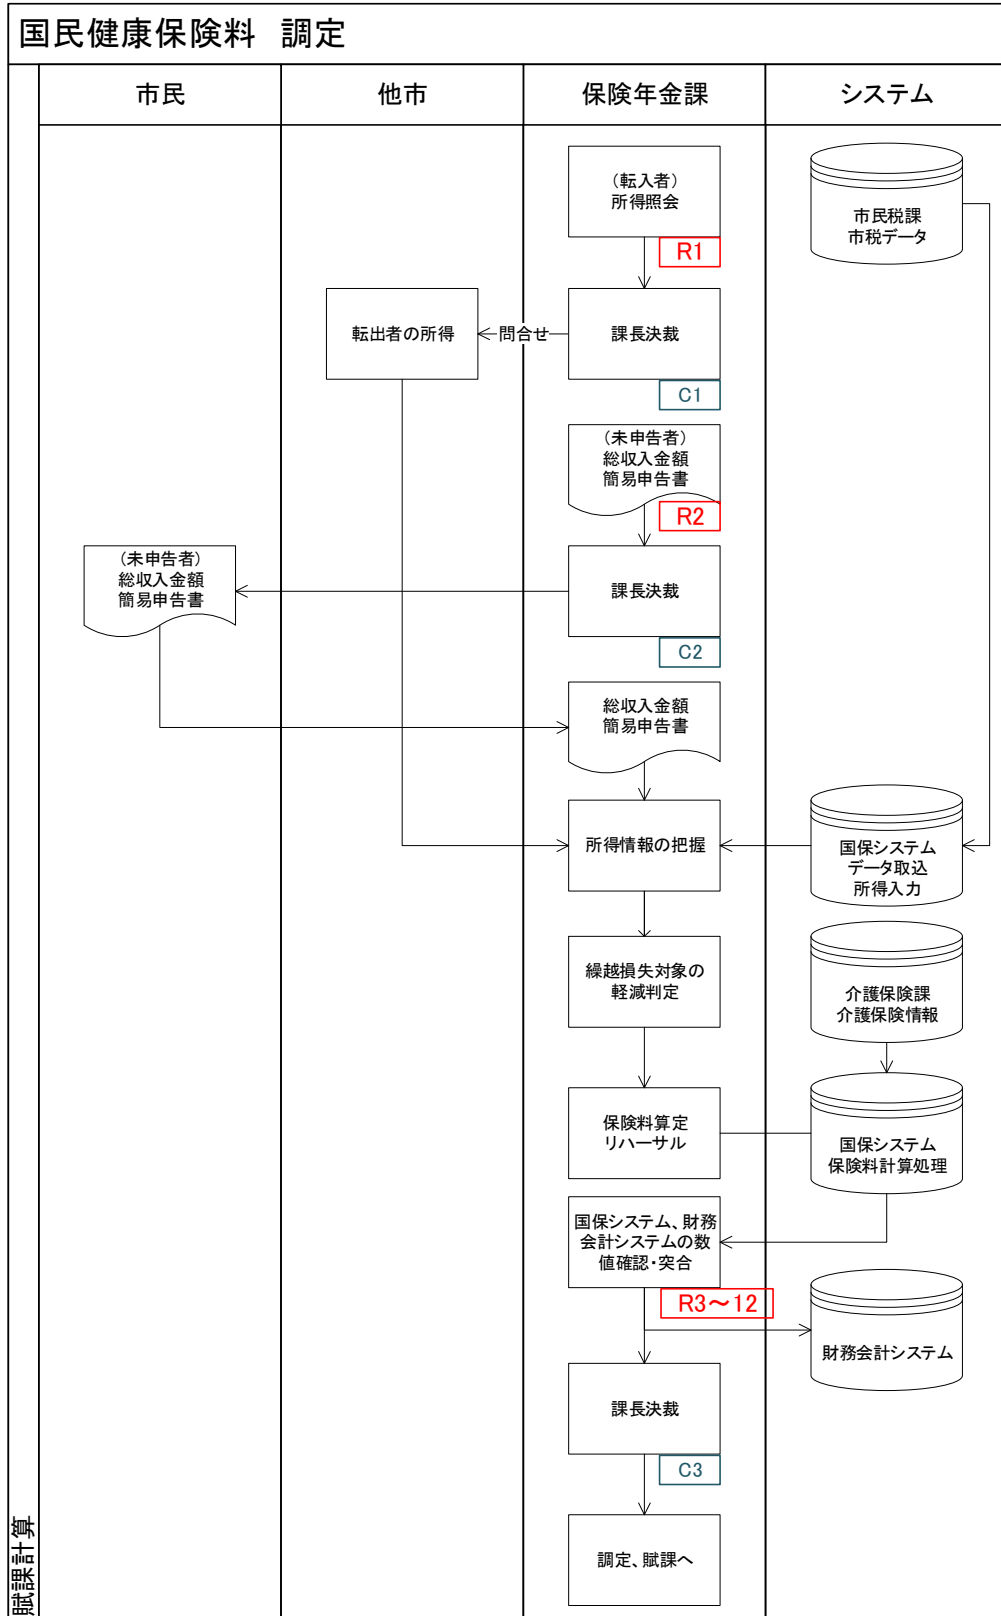 国民健康保険料　調定
市民
他市
保険年金課
システム
（転入者）
所得照会
R1
市民税課
市税データ
転出者の所得
問合せ
課長決裁
C1
（未申告者）
総収入金額
簡易申告書
R2
（未申告者）
総収入金額
簡易申告書
課長決裁
C2
総収入金額
簡易申告書
所得情報の把握
国保システム
データ取込
所得入力
繰越損失対象の
軽減判定
介護保険課
介護保険情報
保険料算定
リハーサル
国保システム
保険料計算処理
国保システム、財務
会計システムの数
値確認・突合
R3～12
財務会計システム
課長決裁
C3
調定、賦課へ
賦課計算